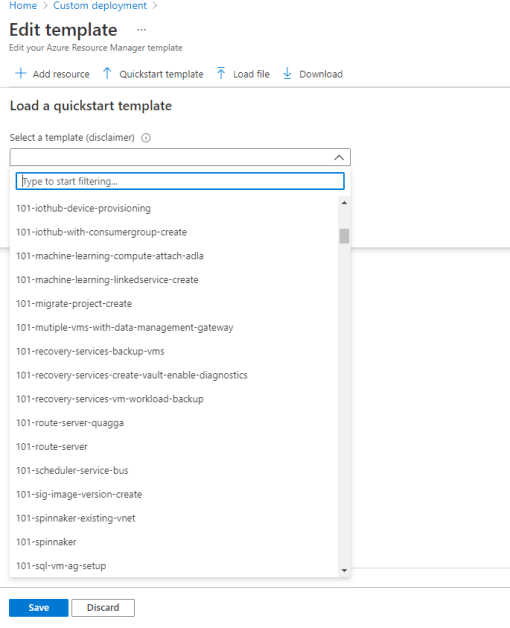 Home > Custom deployment >
Edit template ...
Edit your Azure Resource Manager template
+ Add resource ↑ Quickstart template ↑ Load file ↓ Download
Load a quickstart template
Select a template (disclaimer)
Type to start filtering...
101-iothub-device-provisioning
101-iothub-with-consumergroup-create
101-machine-learning-compute-attach-adla
101-machine-learning-linkedservice-create
101-migrate-project-create
101-mutiple-vms-with-data-management-gateway
101-recovery-services-backup-vms
101-recovery-services-create-vault-enable-diagnostics
101-recovery-services-vm-workload-backup
101-route-server-quagga
101-route-server
101-scheduler-service-bus
101-sig-image-version-create
101-spinnaker-existing-vnet
101-spinnaker
101-sql-vm-ag-setup
Save Discard